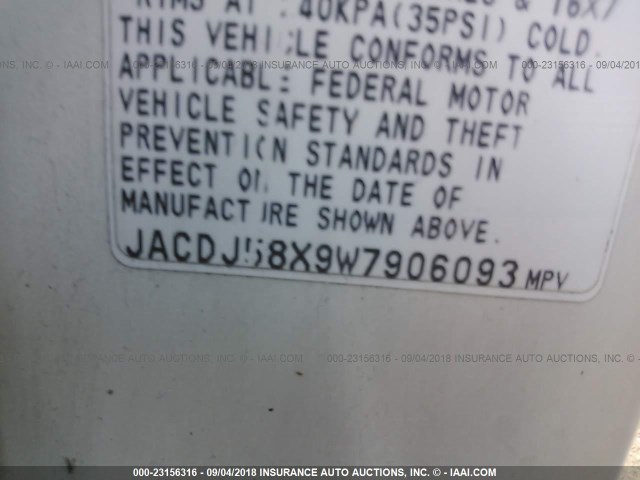 & 16X7
RIMS AT 40KPA(35PSI) COLD.
THIS VEHICLE CONFORMS TO ALL
APPLICABLE FEDERAL MOTOR
VEHICLE SAFETY AND THEFT
PREVENTION STANDARDS IN
EFFECT ON THE DATE OF
MANUFACTURE SHOWN ABOVE.
JACDJ58X9W7906093 MPV
000-23156316 - 09/04/2018 INSURANCE AUTO AUCTIONS, INC. - © IAAI.COM